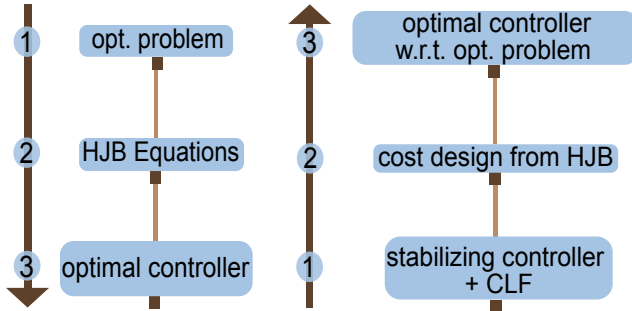 1
opt. problem
2
HJB Equations
3
optimal controller
3
optimal controller
w.r.t. opt. problem
2
cost design from HJB
1
stabilizing controller
+ CLF